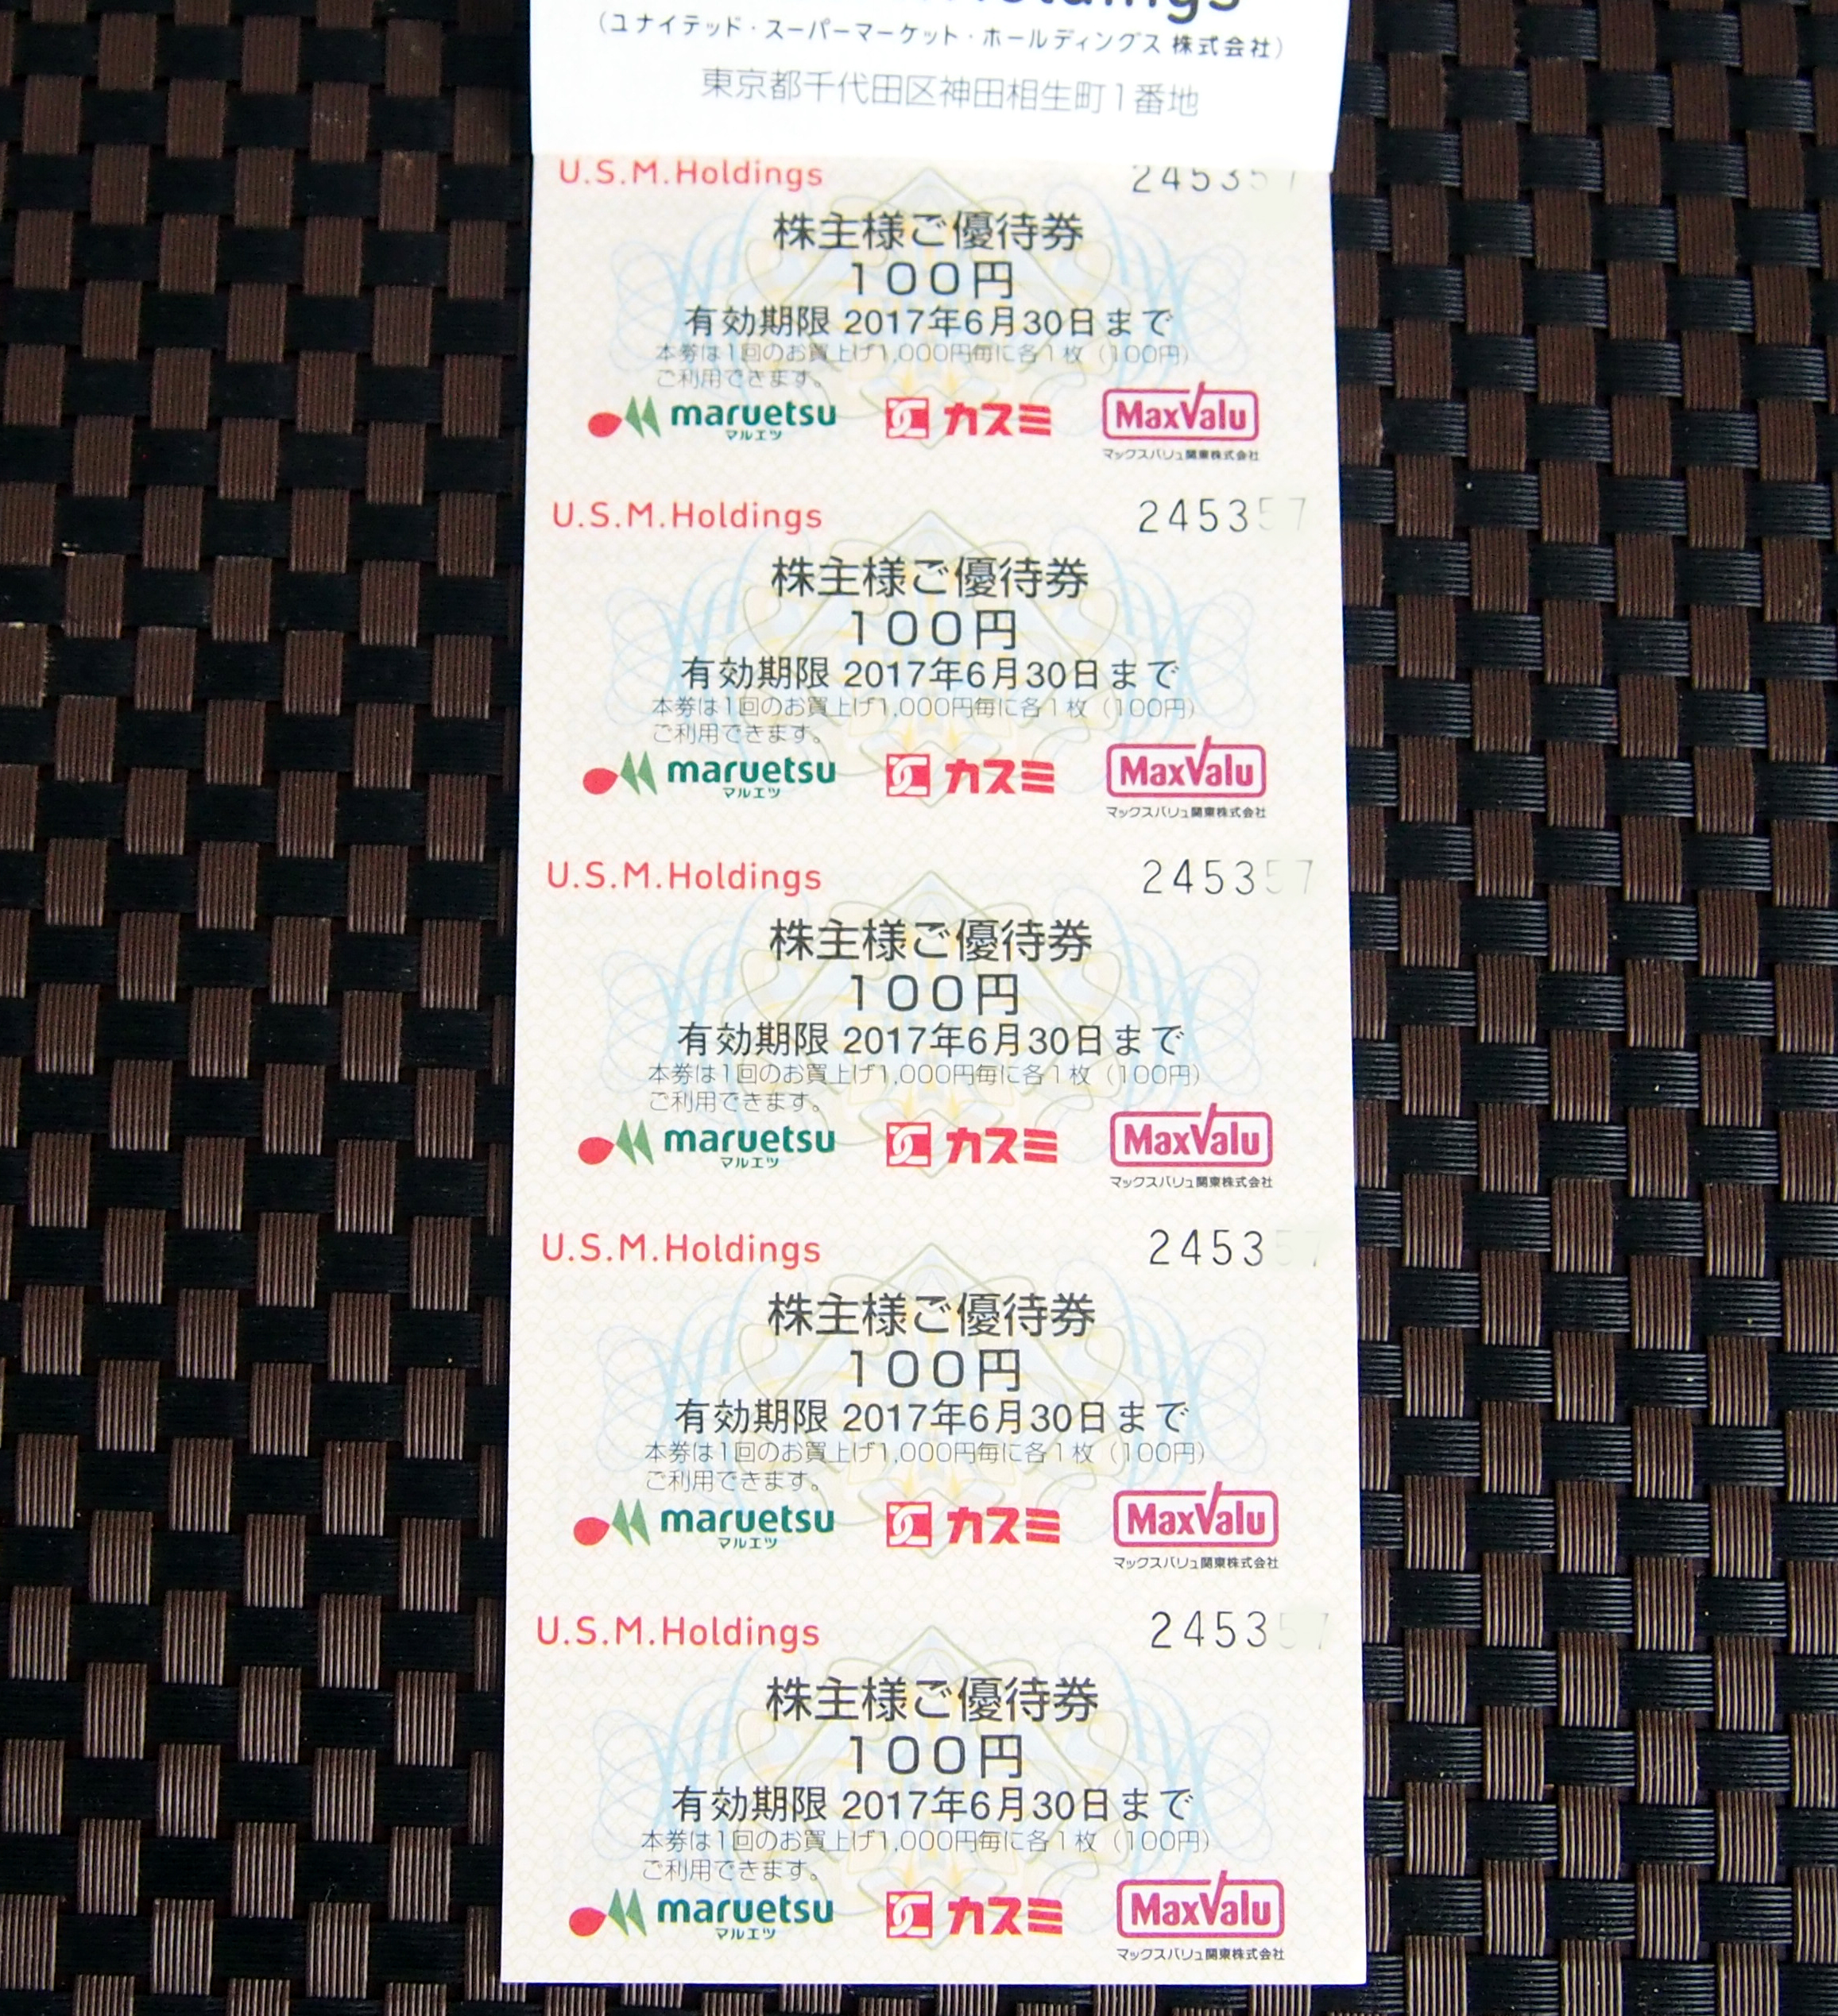 Holdings
(ユナイテッド・スーパーマーケット・ホールディングス 株式会社)
東京都千代田区神田相生町1番地
U.S.M.Holdings 245357
株主様ご優待券
100円
有効期限 2017年6月30日まで
本券は1回のお買上げ1,000円毎に各1枚(100円)
ご利用できます。
maruetsu カスミ MaxValu
マルエツ マックスバリュ関東株式会社
U.S.M.Holdings 245357
株主様ご優待券
100円
有効期限 2017年6月30日まで
本券は1回のお買上げ1,000円毎に各1枚(100円)
ご利用できます。
maruetsu カスミ MaxValu
マルエツ マックスバリュ関東株式会社
U.S.M.Holdings 245357
株主様ご優待券
100円
有効期限 2017年6月30日まで
本券は1回のお買上げ1,000円毎に各1枚(100円)
ご利用できます。
maruetsu カスミ MaxValu
マルエツ マックスバリュ関東株式会社
U.S.M.Holdings 245357
株主様ご優待券
100円
有効期限 2017年6月30日まで
本券は1回のお買上げ1,000円毎に各1枚(100円)
ご利用できます。
maruetsu カスミ MaxValu
マルエツ マックスバリュ関東株式会社
U.S.M.Holdings 245357
株主様ご優待券
100円
有効期限 2017年6月30日まで
本券は1回のお買上げ1,000円毎に各1枚(100円)
ご利用できます。
maruetsu カスミ MaxValu
マルエツ マックスバリュ関東株式会社